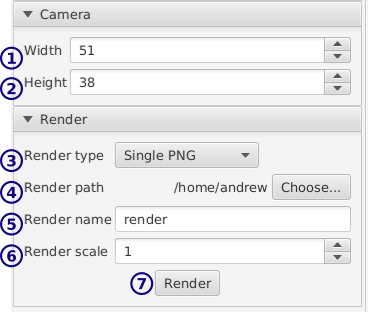 Camera
1 Width 51
2 Height 38
Render
3 Render type Single PNG
4 Render path /home/andrew Choose...
5 Render name render
6 Render scale 1
7 Render